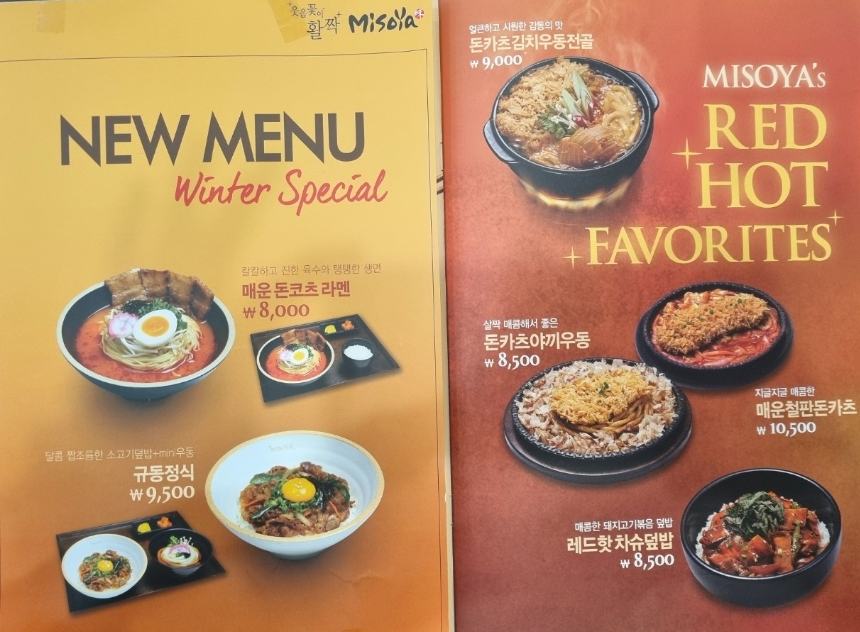 웃음꽃이
활짝
MISOYA
NEW MENU
Winter Special
칼칼하고 진한 육수와 탱탱한 생면
매운 돈코츠 라멘
₩ 8,000
달콤 짭조름한 소고기덮밥+mini우동
규동정식
₩ 9,500
얼큰하고 시원한 감동의 맛
돈카츠김치우동전골
₩ 9,000
MISOYA's
RED
HOT
FAVORITES
살짝 매콤해서 좋은
돈카츠야끼우동
₩ 8,500
지글지글 매콤한
매운철판돈카츠
₩ 10,500
매콤한 돼지고기볶음 덮밥
레드핫 차슈덮밥
₩ 8,500